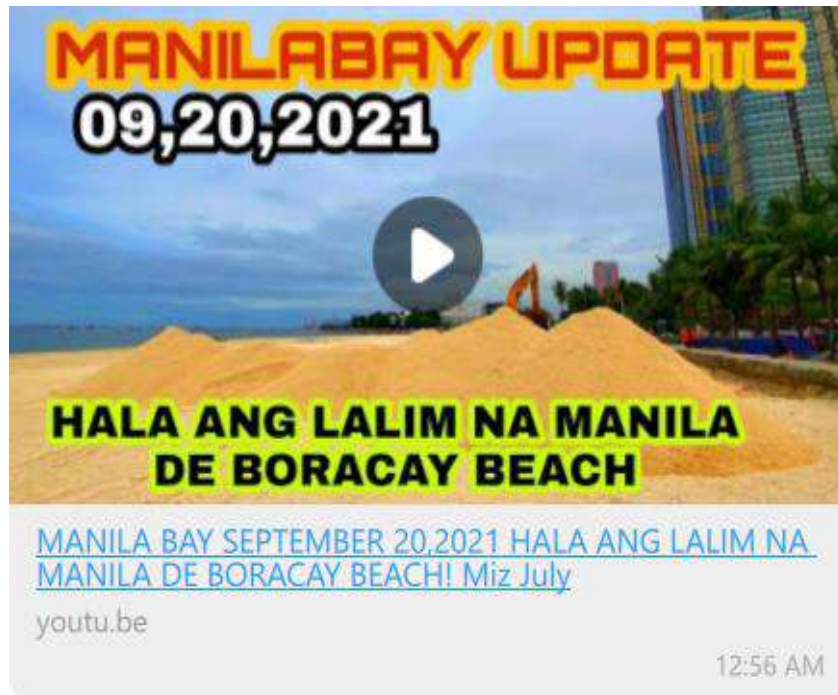 MANILABAY UPDATE
09,20,2021
HALA ANG LALIM NA MANILA
DE BORACAY BEACH
MANILA BAY SEPTEMBER 20,2021 HALA ANG LALIM NA
MANILA DE BORACAY BEACH! Miz July
youtu.be
12:56 AM